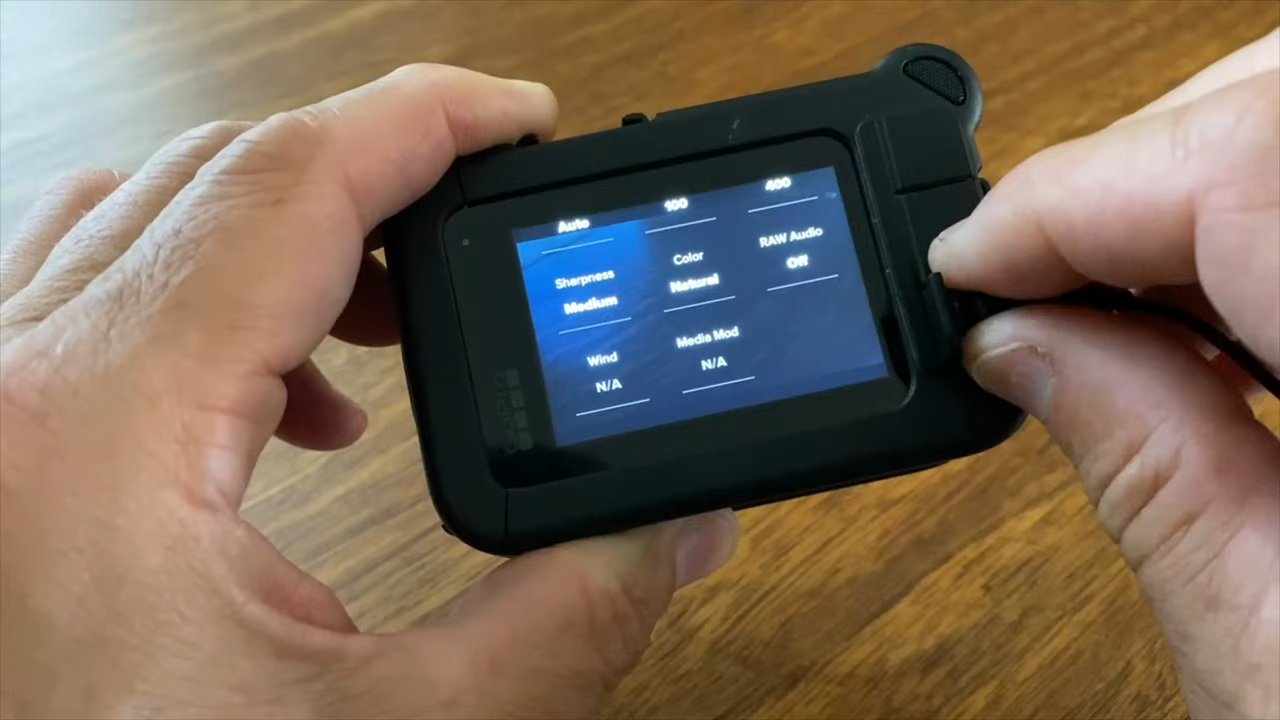 Auto 100 400
Sharpness Color RAW Audio
Medium Natural Off
Wind Media Mod
N/A N/A